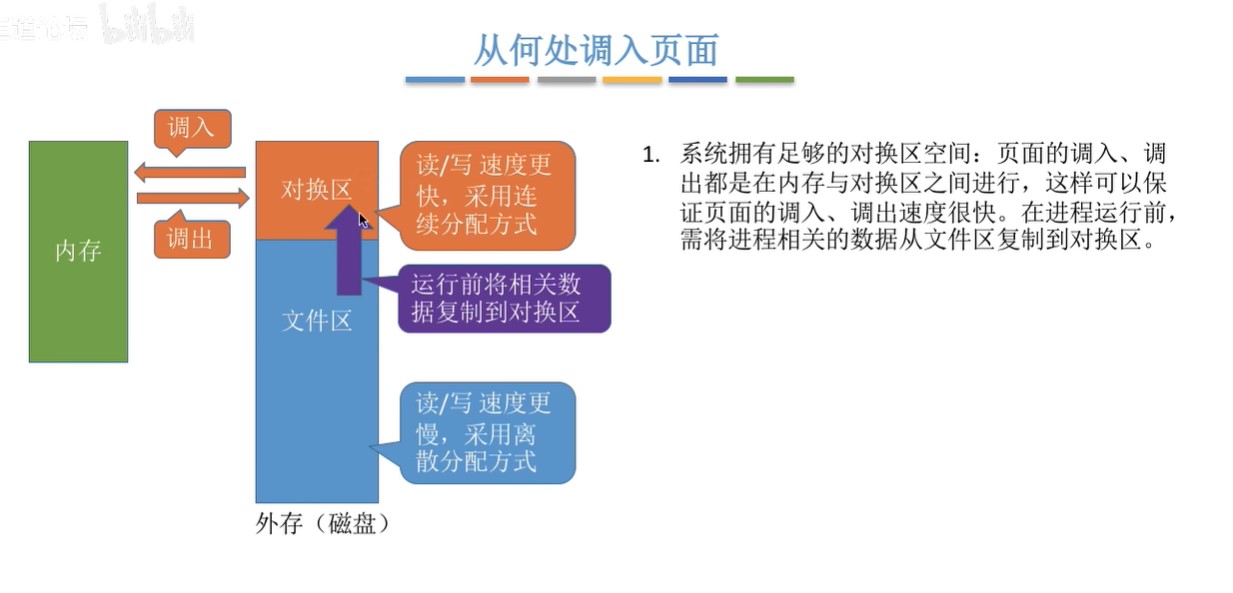 bilibili
从何处调入页面
调入
调出
内存
对换区
文件区
外存（磁盘）
读/写 速度更
快，采用连
续分配方式
运行前将相关数
据复制到对换区
读/写 速度更
慢，采用离
散分配方式
1. 系统拥有足够的对换区空间：页面的调入、调
出都是在内存与对换区之间进行，这样可以保
证页面的调入、调出速度很快。在进程运行前，
需将进程相关的数据从文件区复制到对换区。